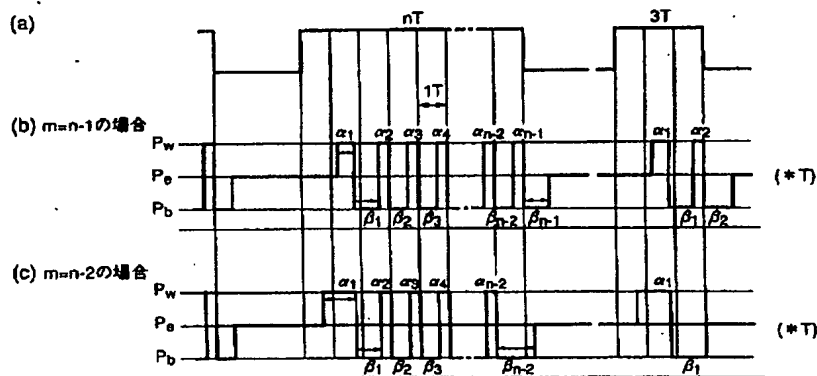 (a)
nT
3T
1T
(b) m=n-1の場合
α1 α2 α3 α4 αn-2 αn-1 α1 α2
Pw
Pe
(*T)
Pb
β1 β2 β3 βn-2 βn-1 β1 β2
(c) m=n-2の場合
α1 α2 α3 α4 αn-2 α1
Pw
Pe
(*T)
Pb
β1 β2 β3 βn-2 β1